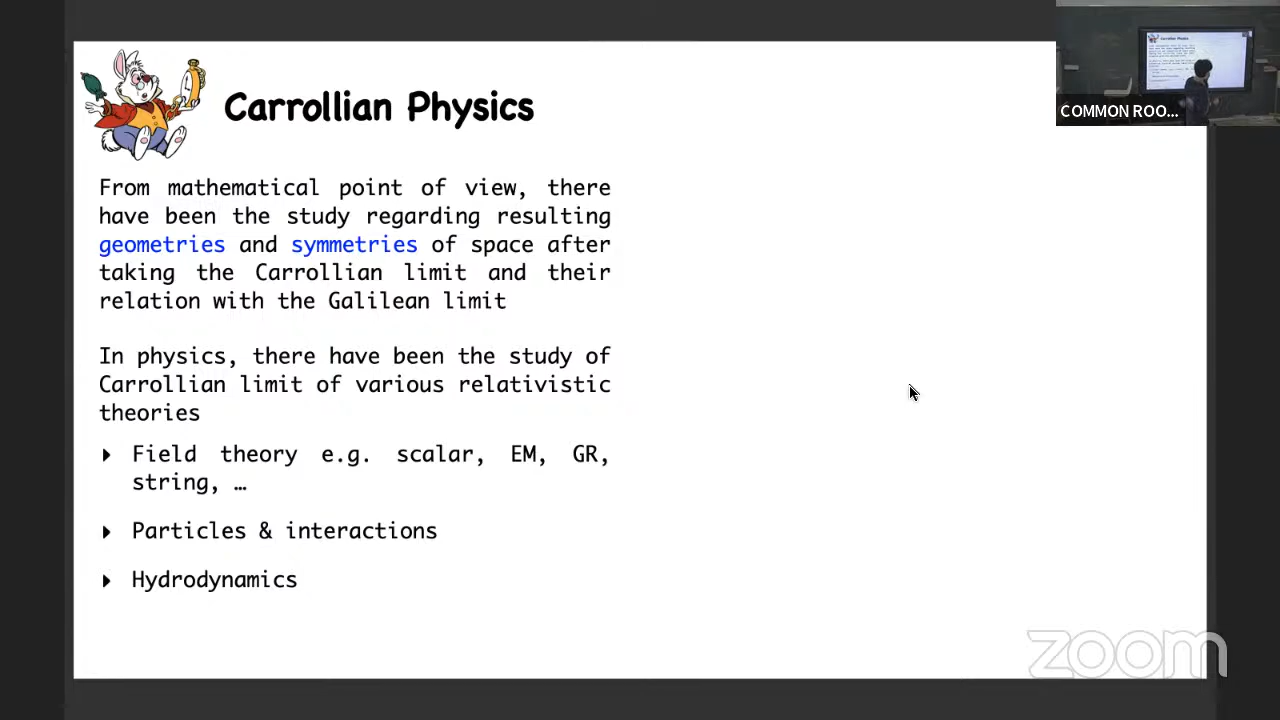 Carrollian Physics
COMMON ROO...
From mathematical point of view, there
have been the study regarding resulting
geometries and symmetries of space after
taking the Carrollian limit and their
relation with the Galilean limit
In physics, there have been the study of
Carrollian limit of various relativistic
theories
Field theory e.g. scalar, EM, GR,
string, …
Particles & interactions
Hydrodynamics
zoom